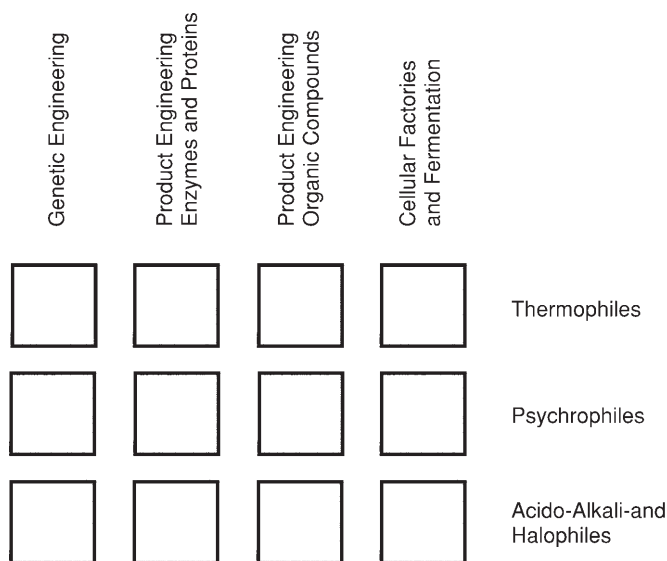 Genetic Engineering
Product Engineering
Enzymes and Proteins
Product Engineering
Organic Compounds
Cellular Factories
and Fermentation
Thermophiles
Psychrophiles
Acido-Alkali-and
Halophiles